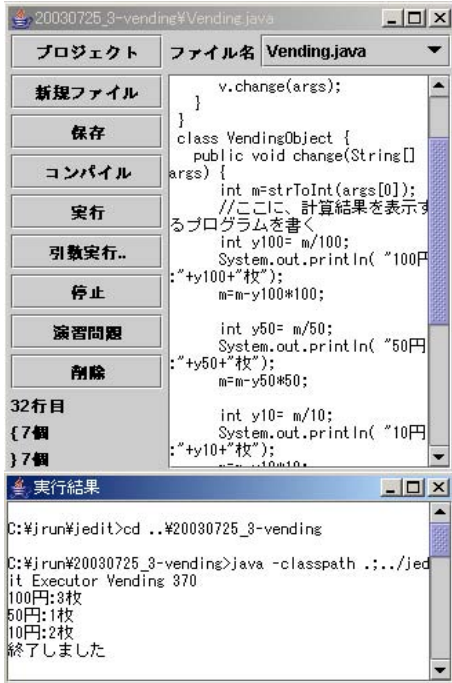 20030725_3-vending¥Vending.java
プロジェクト
ファイル名
Vending.java
新規ファイル
保存
コンパイル
実行
引数実行..
停止
演習問題
削除
32行目
{7個
}7個
v.change(args);
}
}
class VendingObject {
public void change(String[]
args) {
int m=strToInt(args[0]);
//ここに、計算結果を表示す
るプログラムを書く
int y100= m/100;
System.out.println( "100円
:"+y100+"枚");
m=m-y100*100;
int y50= m/50;
System.out.println( "50円
:"+y50+"枚");
m=m-y50*50;
int y10= m/10;
System.out.println( "10円
:"+y10+"枚");
実行結果
C:¥jrun¥jedit>cd ..¥20030725_3-vending
C:¥jrun¥20030725_3-vending>java -classpath .;../jed
it Executor Vending 370
100円:3枚
50円:1枚
10円:2枚
終了しました